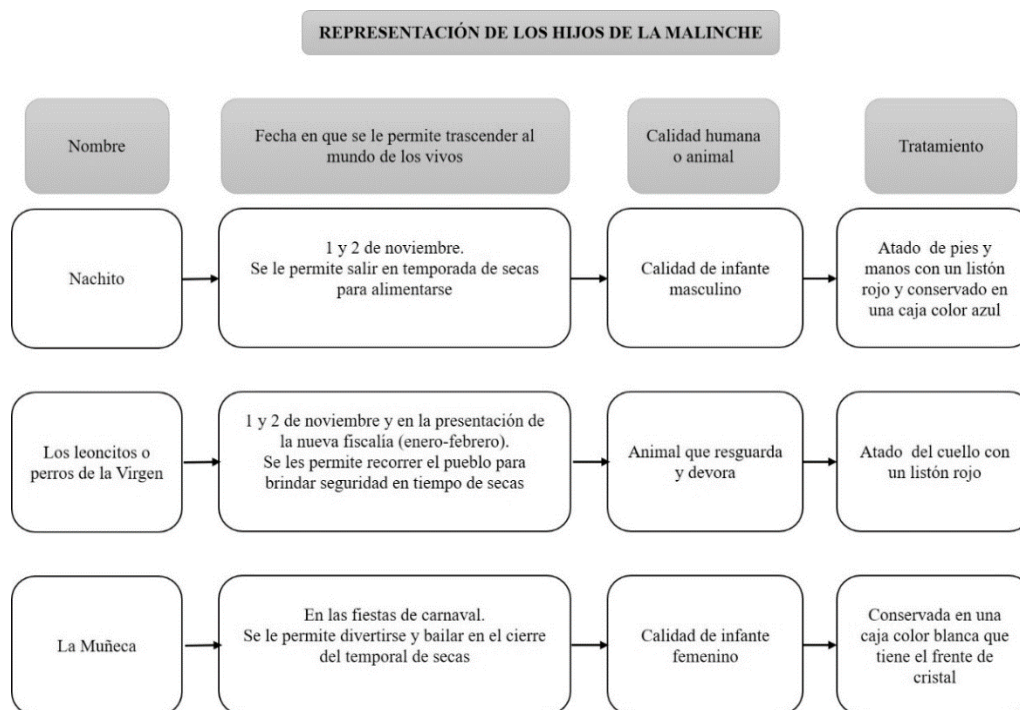 REPRESENTACIÓN DE LOS HIJOS DE LA MALINCHE
Nombre
Fecha en que se le permite trascender al
mundo de los vivos
Calidad humana
o animal
Tratamiento
Nachito
1 y 2 de noviembre.
Se le permite salir en temporada de secas
para alimentarse
Calidad de infante
masculino
Atado de pies y
manos con un listón
rojo y conservado en
una caja color azul
Los leoncitos o
perros de la Virgen
1 y 2 de noviembre y en la presentación de
la nueva fiscalía (enero-febrero).
Se les permite recorrer el pueblo para
brindar seguridad en tiempo de secas
Animal que resguarda
y devora
Atado del cuello con
un listón rojo
La Muñeca
En las fiestas de carnaval.
Se le permite divertirse y bailar en el cierre
del temporal de secas
Calidad de infante
femenino
Conservada en una
caja color blanca que
tiene el frente de
cristal